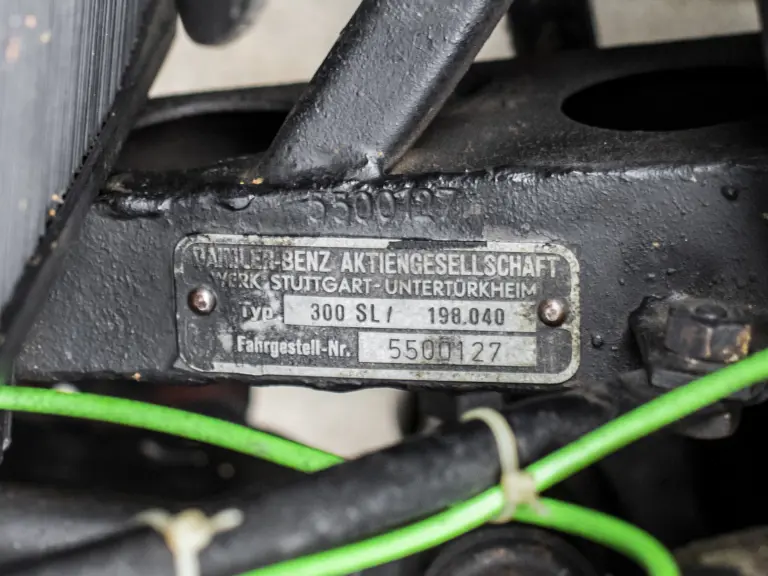 5500127
DAIMLER-BENZ AKTIENGESELLSCHAFT
WERK STUTTGART-UNTERTÜRKHEIM
Typ 300 SL / 198.040
Fahrgestell-Nr. 5500127